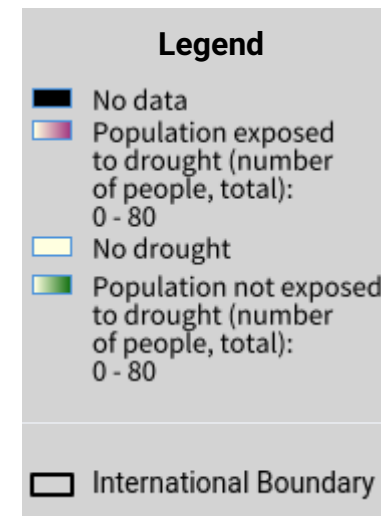 Legend
No data
Population exposed
to drought (number
of people, total):
0 - 80
No drought
Population not exposed
to drought (number
of people, total):
0 - 80
International Boundary